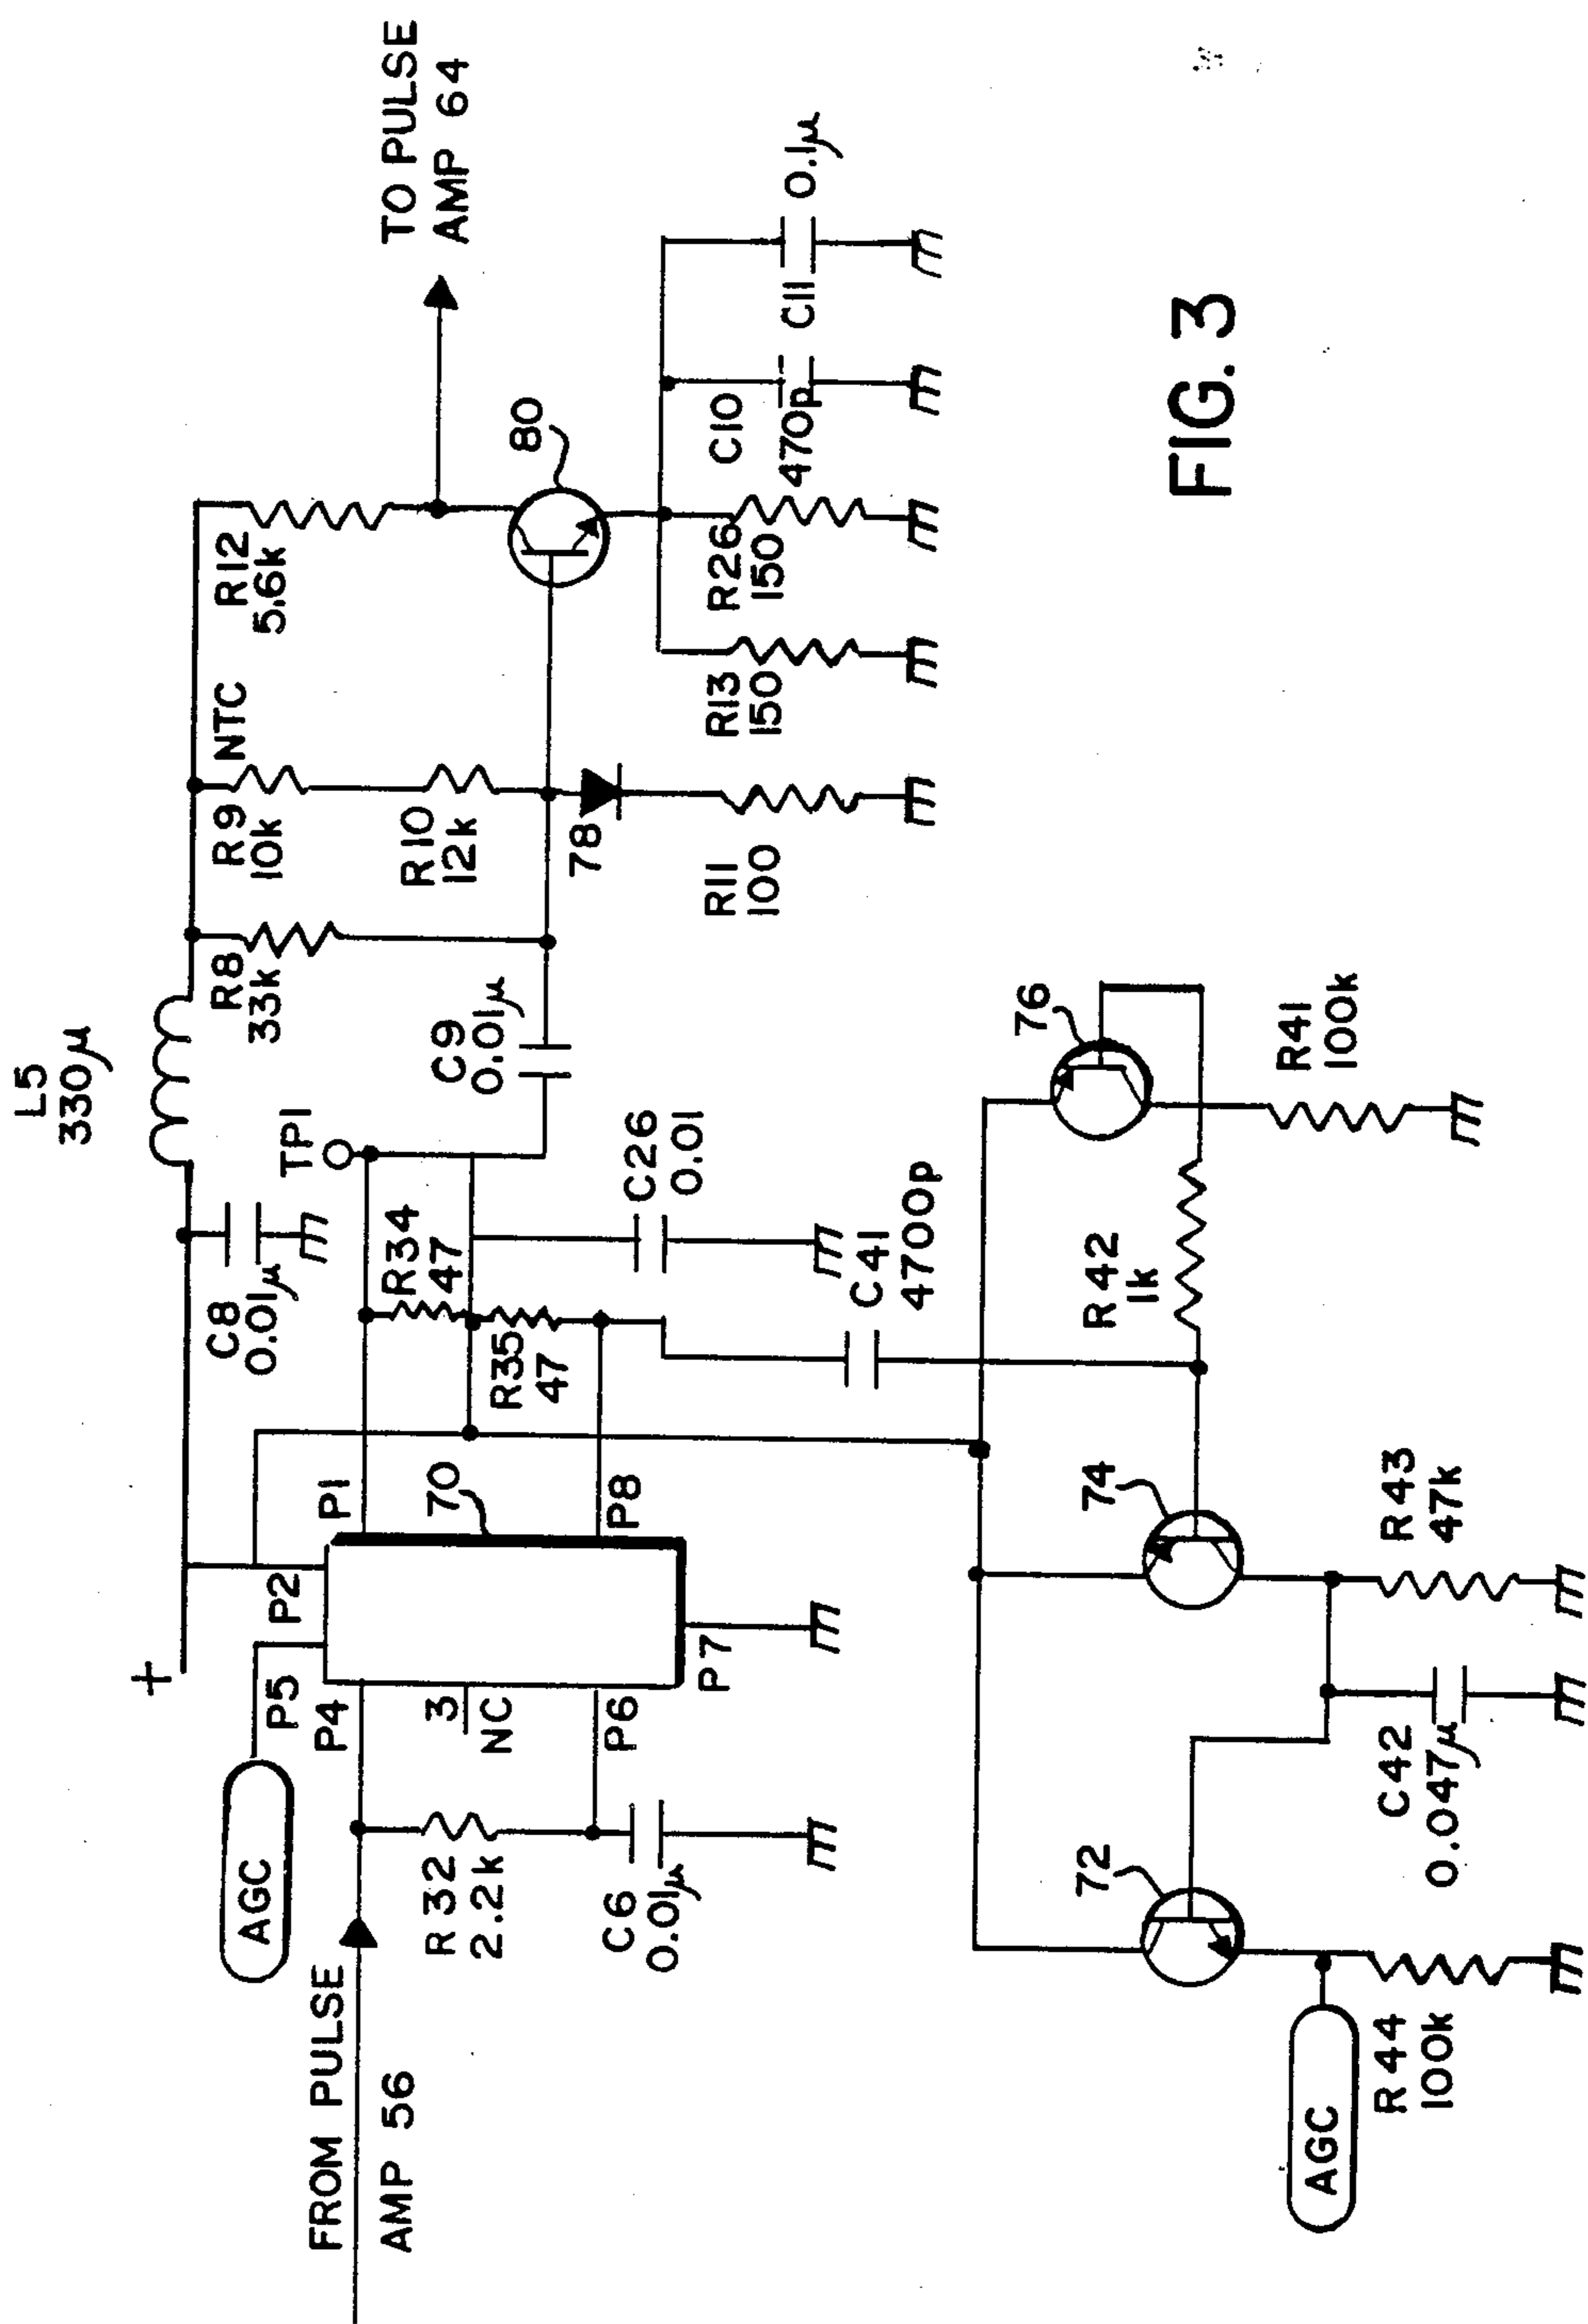 L5
330µ
+
C8
0.01µ
TP1
R8
33k
R9
10k
NTC
R12
5.6k
TO PULSE
AMP 64
AGC
P5
P2
P1
P4
3
NC
P6
70
P8
P7
R34
47
R35
47
C9
0.01µ
R10
12k
80
FROM PULSE
AMP 56
R32
2.2k
C6
0.01µ
C26
0.01
C41
4700p
78
R11
100
R13
150
R26
150
C10
470p
C11
0.1µ
72
74
76
R42
1k
R41
100k
R43
47k
C42
0.047µ
AGC
R44
100k
FIG. 3